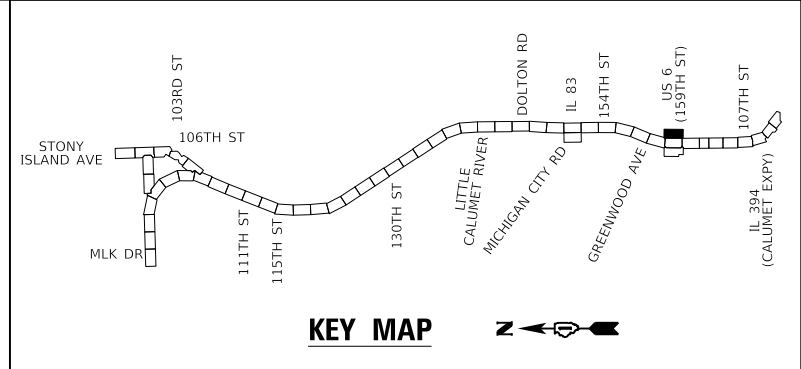 103RD ST
106TH ST
STONY
ISLAND AVE
MLK DR
111TH ST
115TH ST
130TH ST
LITTLE
CALUMET RIVER
DOLTON RD
MICHIGAN CITY RD
IL 83
154TH ST
GREENWOOD AVE
US 6
(159TH ST)
107TH ST
IL 394
(CALUMET EXPY)
KEY MAP
N